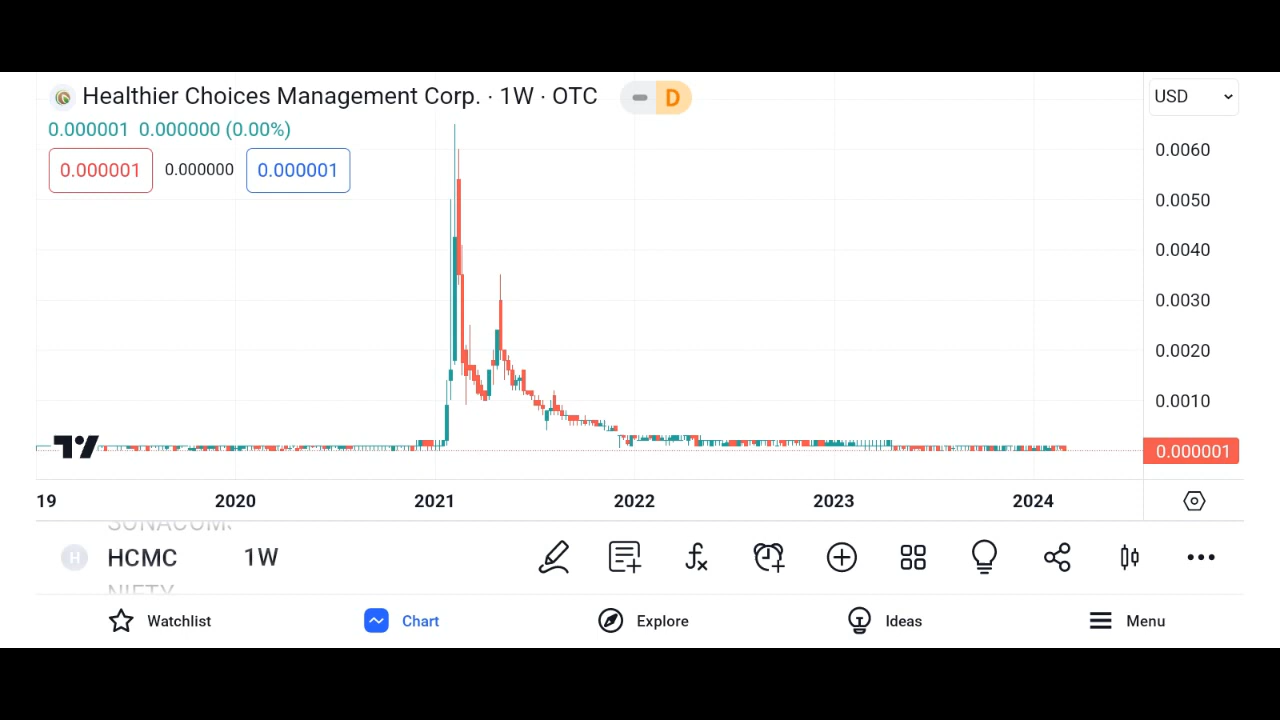 Healthier Choices Management Corp. · 1W · OTC
D
USD
0.000001 0.000000 (0.00%)
0.000001 0.000000 0.000001
0.0060
0.0050
0.0040
0.0030
0.0020
0.0010
0.000001
19 2020 2021 2022 2023 2024
SONACOMS
H HCMC 1W
NIFTY
Watchlist Chart Explore Ideas Menu